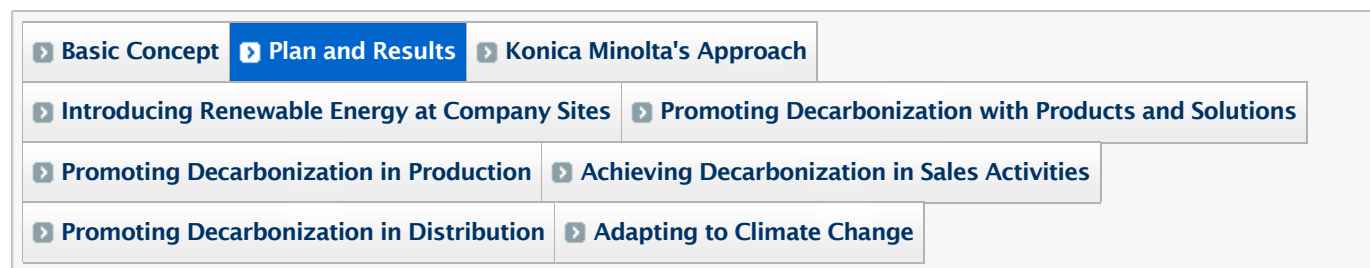 Basic Concept Plan and Results Konica Minolta's Approach
Introducing Renewable Energy at Company Sites Promoting Decarbonization with Products and Solutions
Promoting Decarbonization in Production Achieving Decarbonization in Sales Activities
Promoting Decarbonization in Distribution Adapting to Climate Change